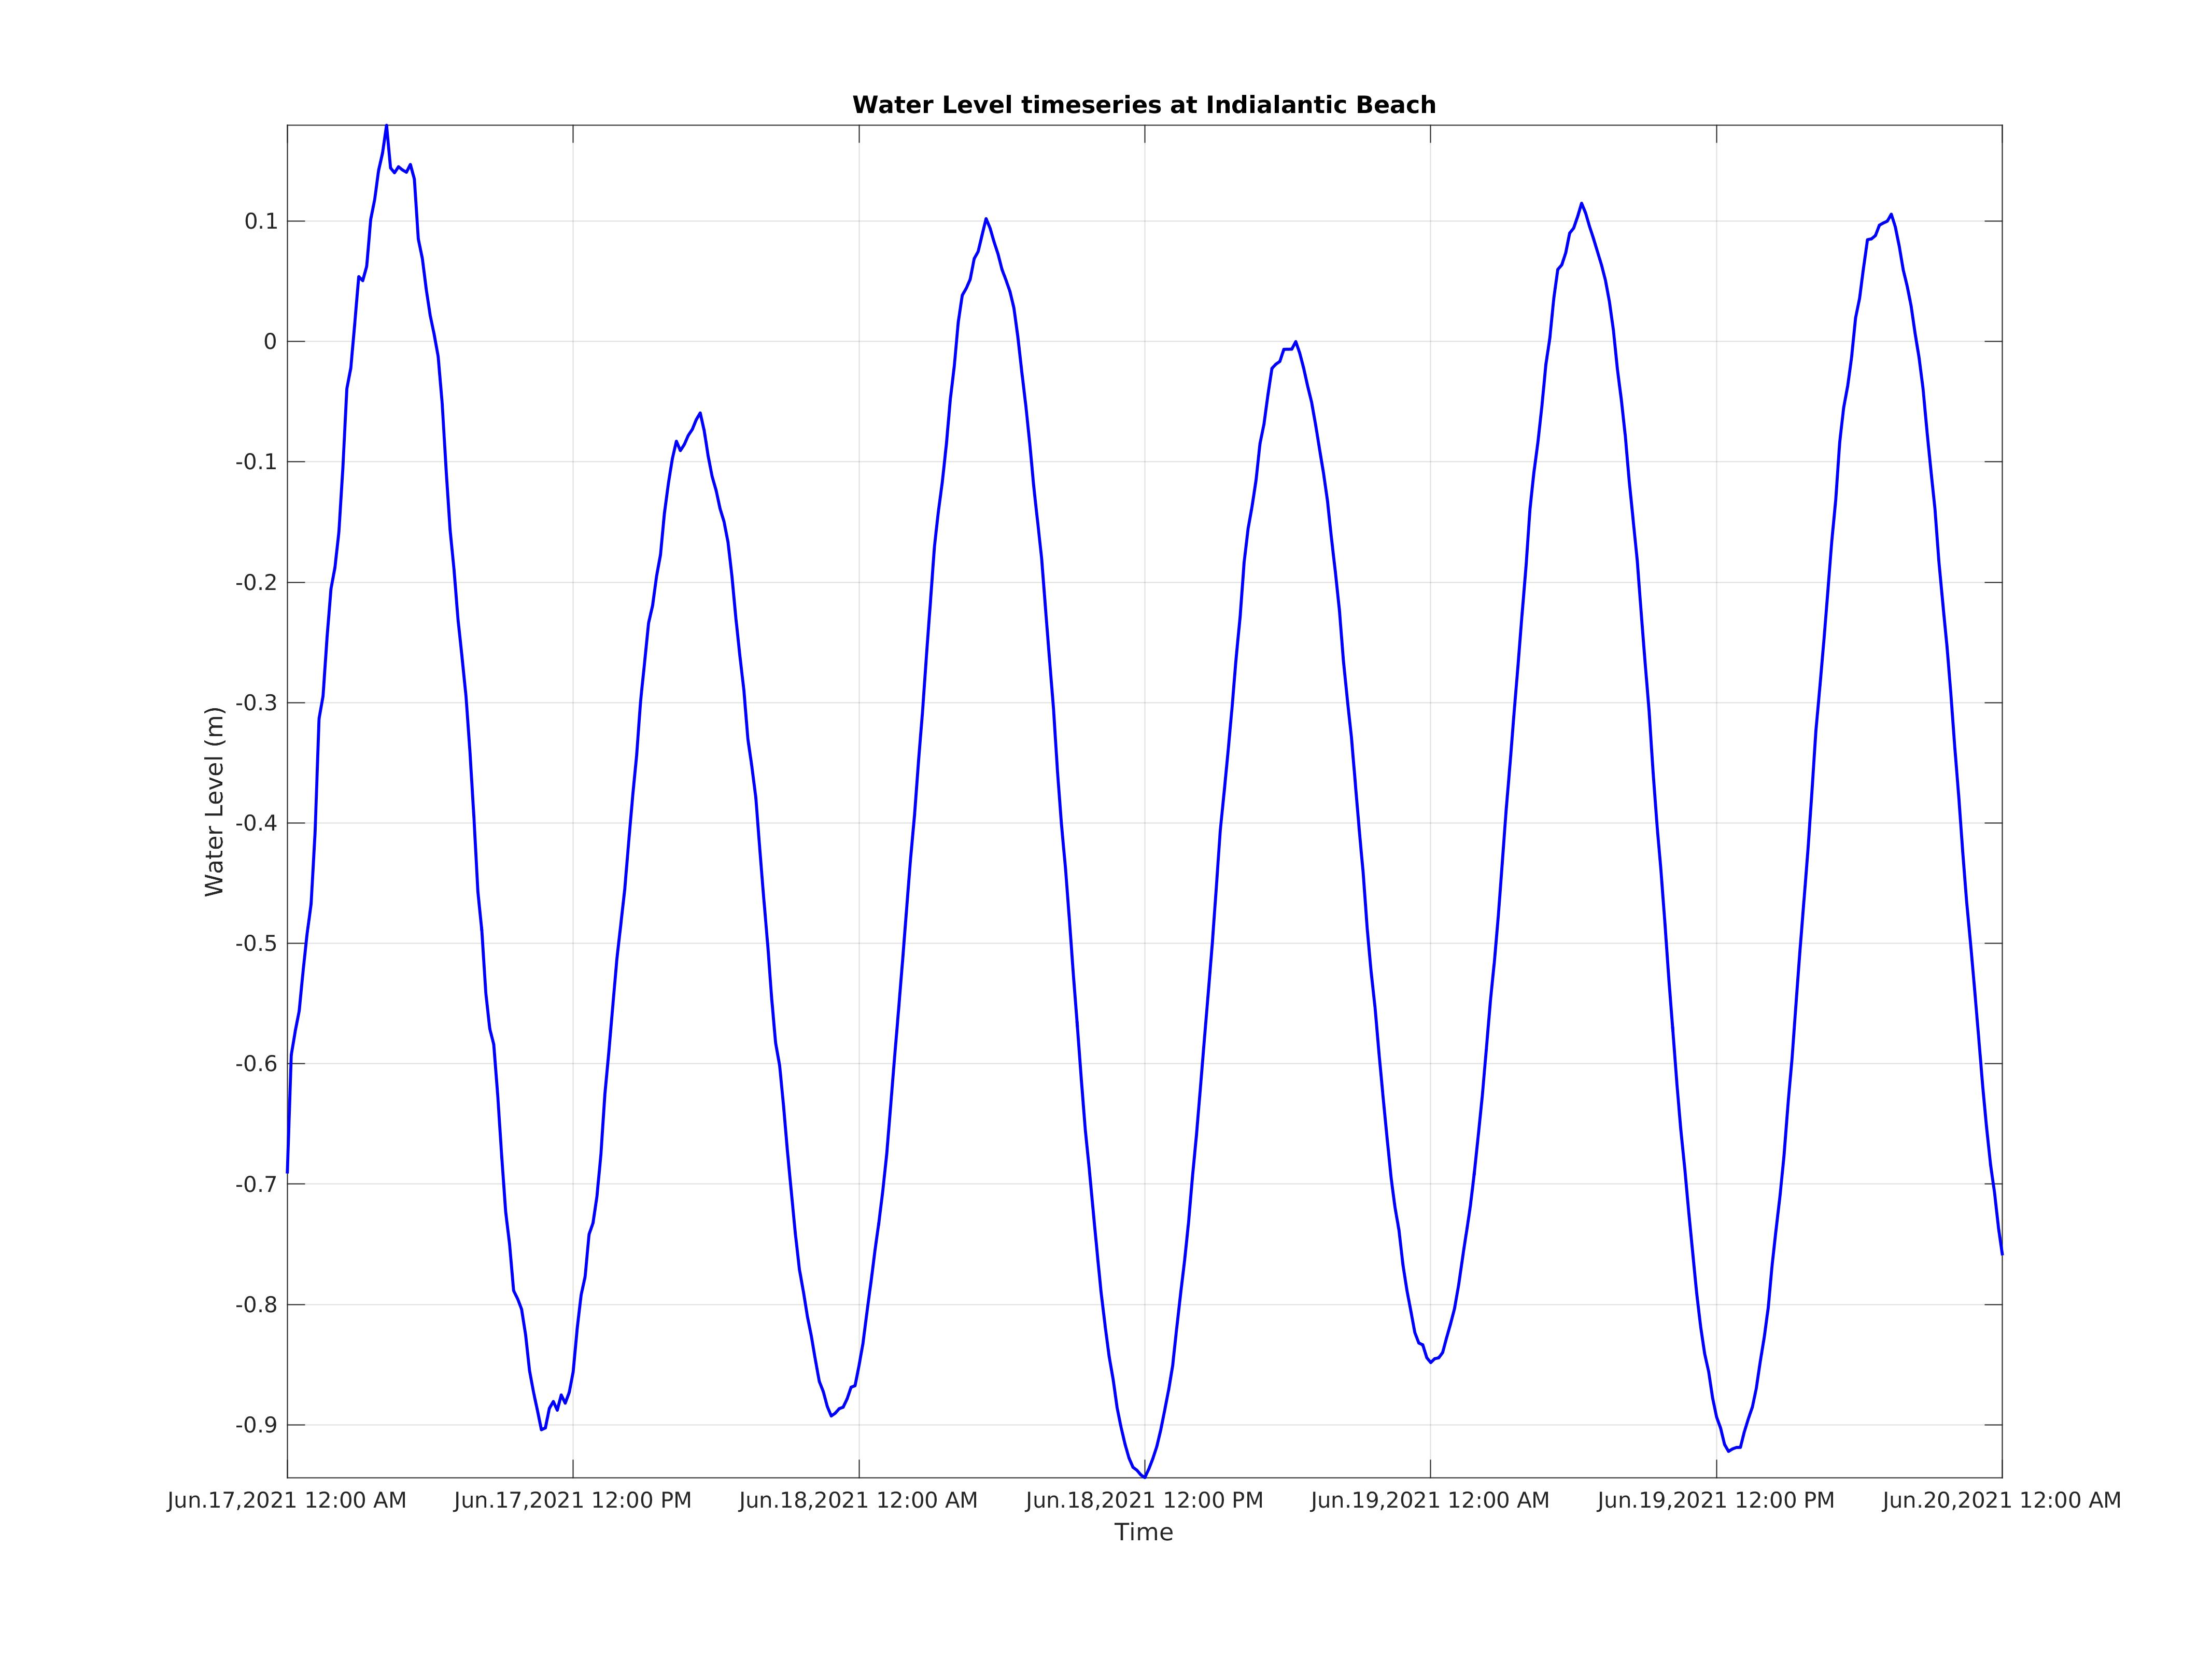 Water Level timeseries at Indialantic Beach
0.1
0
-0.1
-0.2
-0.3
-0.4
-0.5
-0.6
-0.7
-0.8
-0.9
Water Level (m)
Jun.17,2021 12:00 AM
Jun.17,2021 12:00 PM
Jun.18,2021 12:00 AM
Jun.18,2021 12:00 PM
Jun.19,2021 12:00 AM
Jun.19,2021 12:00 PM
Jun.20,2021 12:00 AM
Time